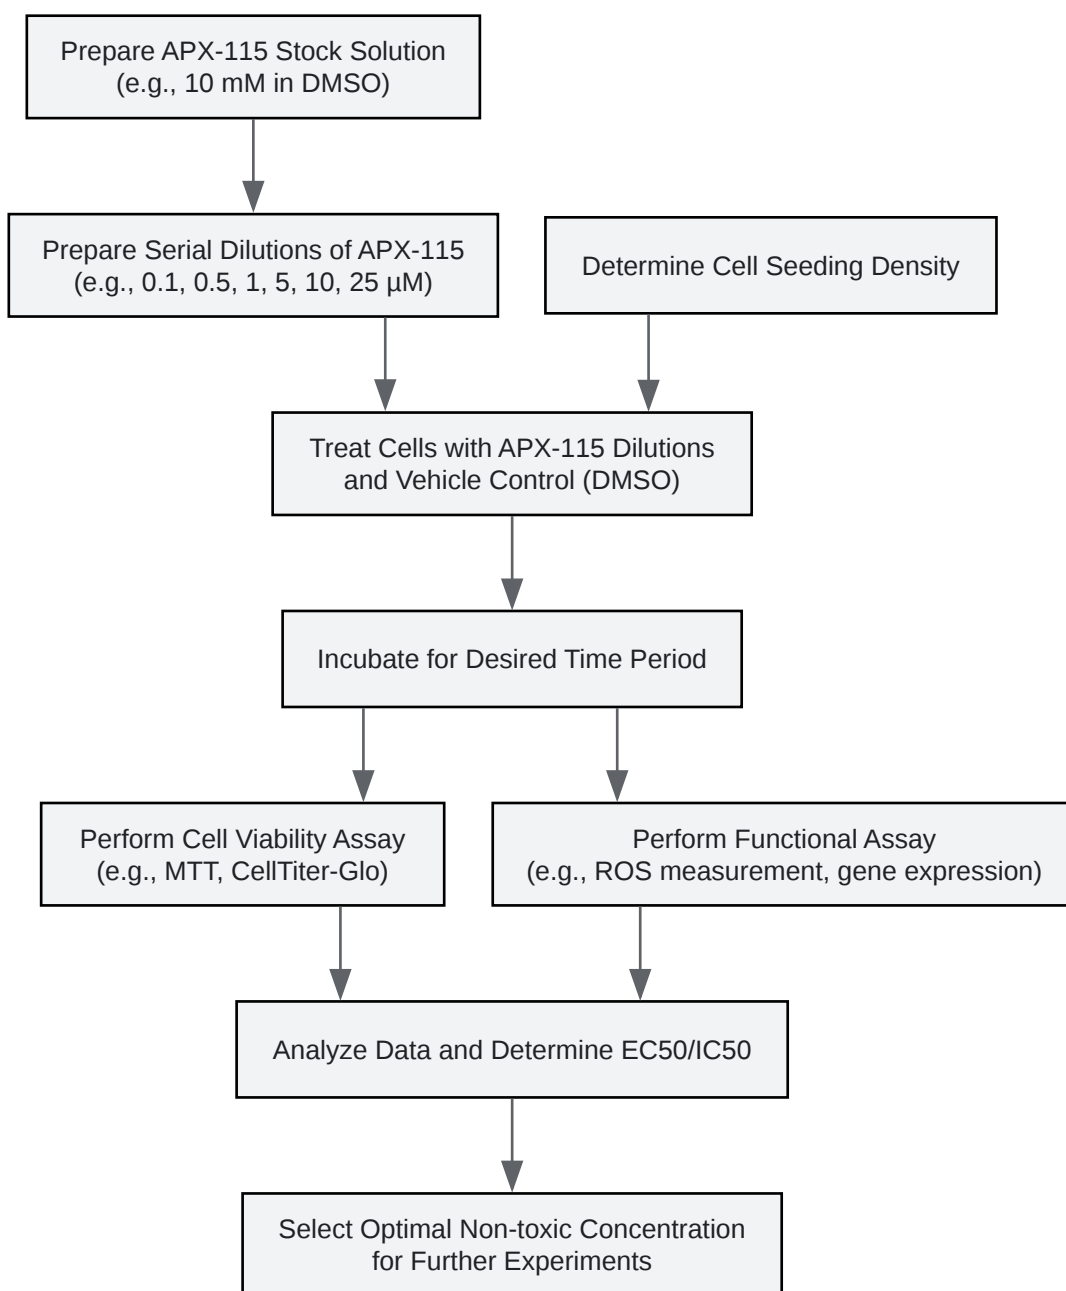 Prepare APX-115 Stock Solution
(e.g., 10 mM in DMSO)
Prepare Serial Dilutions of APX-115
(e.g., 0.1, 0.5, 1, 5, 10, 25 µM)
Determine Cell Seeding Density
Treat Cells with APX-115 Dilutions
and Vehicle Control (DMSO)
Incubate for Desired Time Period
Perform Cell Viability Assay
(e.g., MTT, CellTiter-Glo)
Perform Functional Assay
(e.g., ROS measurement, gene expression)
Analyze Data and Determine EC50/IC50
Select Optimal Non-toxic Concentration
for Further Experiments